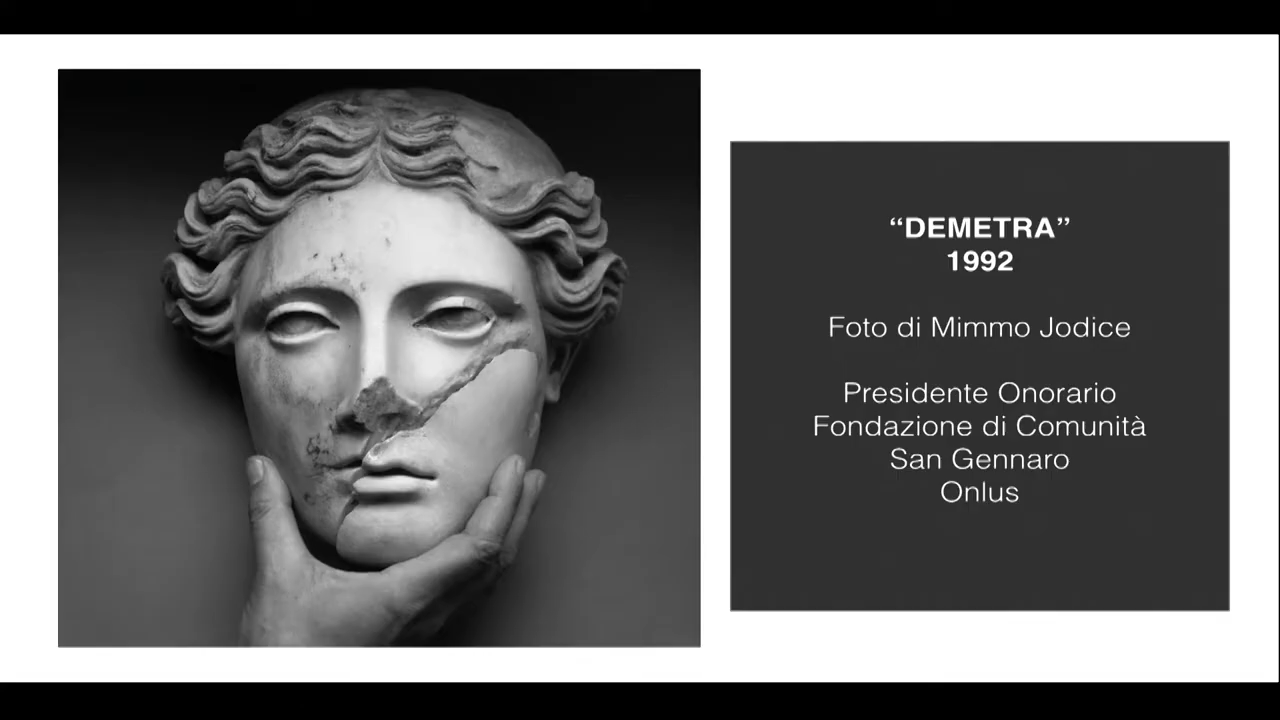 “DEMETRA”
1992
Foto di Mimmo Jodice
Presidente Onorario
Fondazione di Comunità
San Gennaro
Onlus